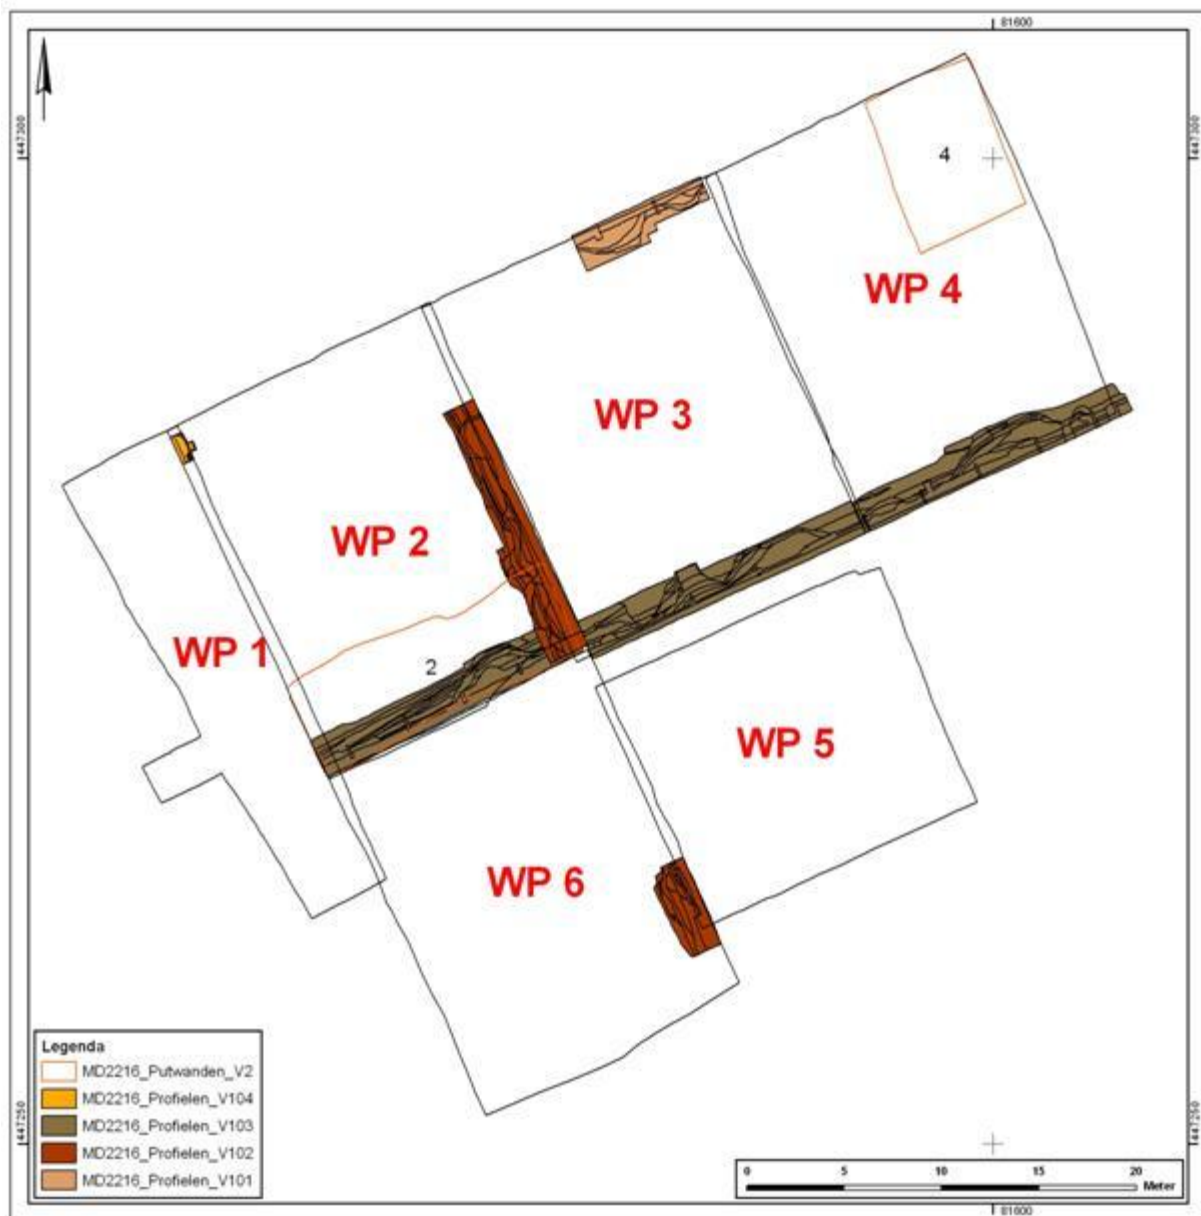 81600
447300
447300
4
WP 4
WP 3
WP 2
WP 1
2
WP 5
WP 6
Legenda
MD2216_Putwanden_V2
MD2216_Profielen_V104
MD2216_Profielen_V103
MD2216_Profielen_V102
MD2216_Profielen_V101
447250
447250
0 5 10 15 20
Meter
81600